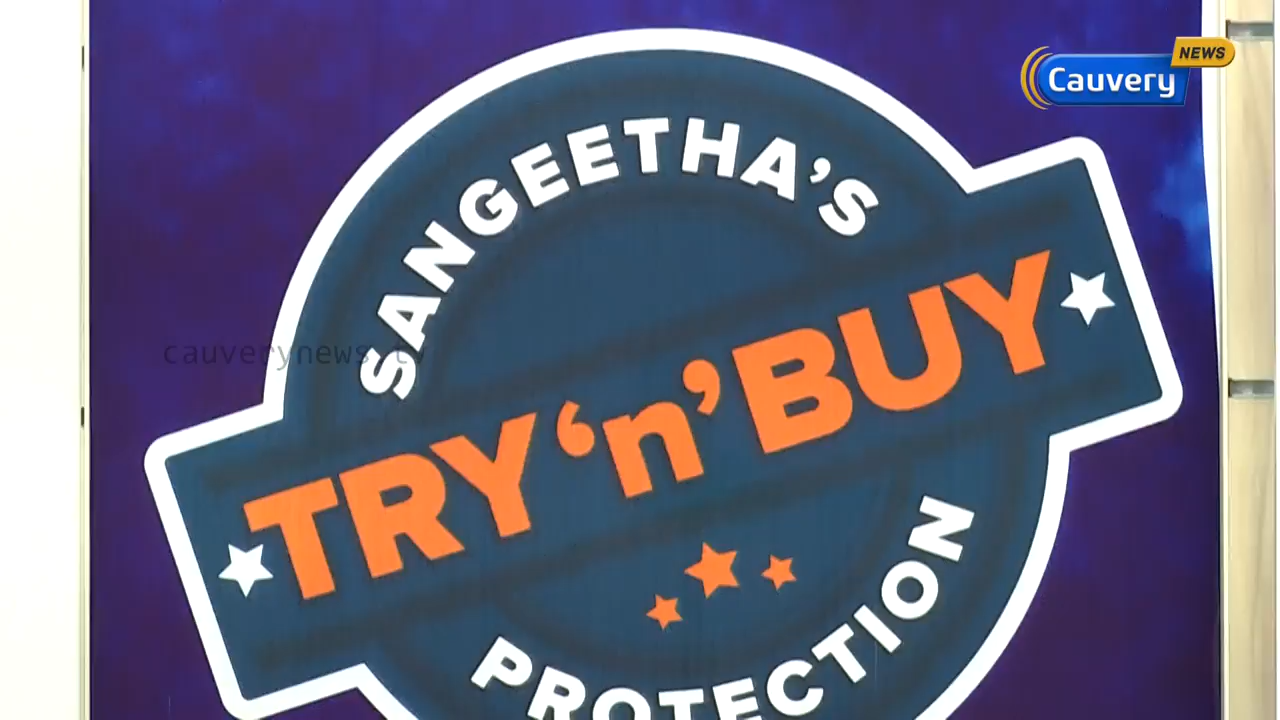 NEWS
Cauvery
SANGEETHA'S
cauverynews.tv
TRY ‘n’ BUY
PROTECTION